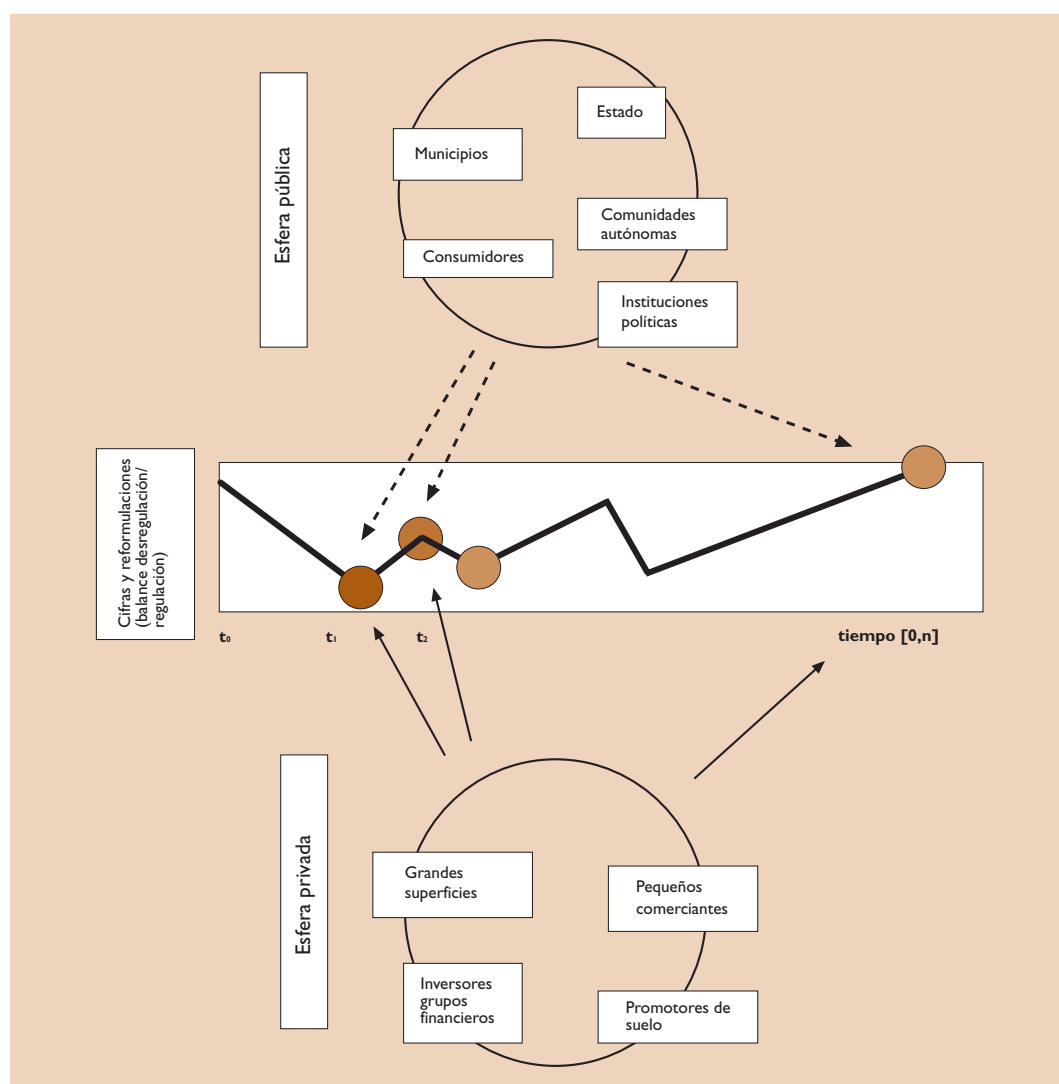 Esfera pública
Estado
Municipios
Comunidades
autónomas
Consumidores
Instituciones
políticas
Cifras y reformulaciones
(balance desregulación/
regulación)
t₀
t₁
t₂
tiempo [0,n]
Esfera privada
Grandes
superficies
Pequeños
comerciantes
Inversores
grupos
financieros
Promotores de
suelo